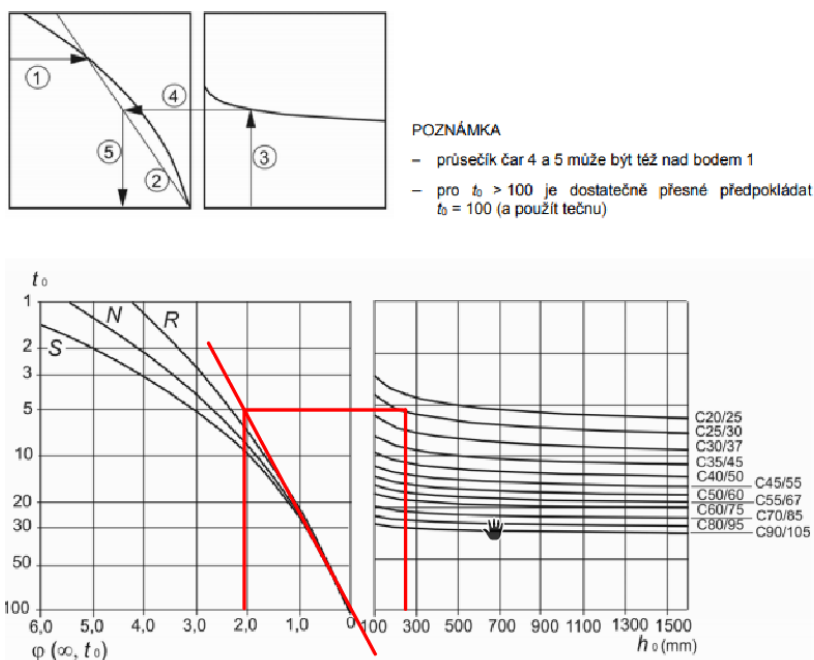 1
4
5
3
2
POZNÁMKA
– průsečík čar 4 a 5 může být též nad bodem 1
– pro t0 > 100 je dostatečně přesné předpokládat
t0 = 100 (a použít tečnu)
t0
1
N R
2 S
3
5
10
20
30
50
100
C20/25
C25/30
C30/37
C35/45
C40/50
C45/55
C50/60
C55/67
C60/75
C70/85
C80/95
C90/105
6,0 5,0 4,0 3,0 2,0 1,0 0 100 300 500 700 900 1100 1300 1500
φ (∞, t0) h0 (mm)